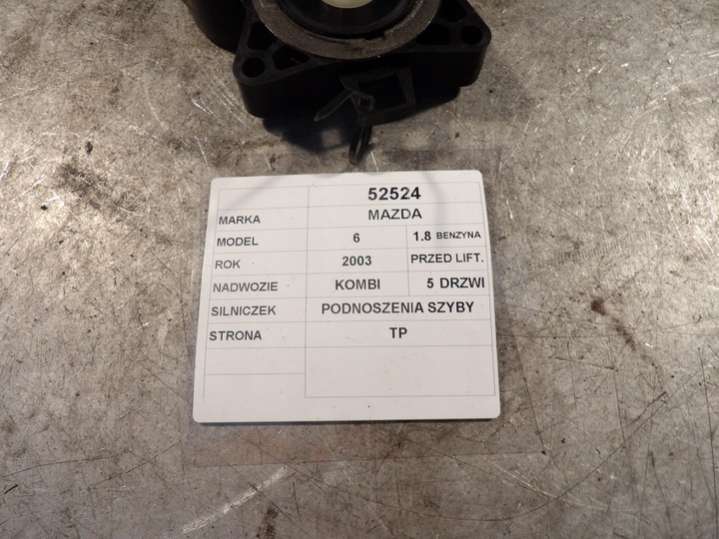 52524
MARKA MAZDA
MODEL 6 1.8 BENZYNA
ROK 2003 PRZED LIFT.
NADWOZIE KOMBI 5 DRZWI
SILNICZEK PODNOSZENIA SZYBY
STRONA TP